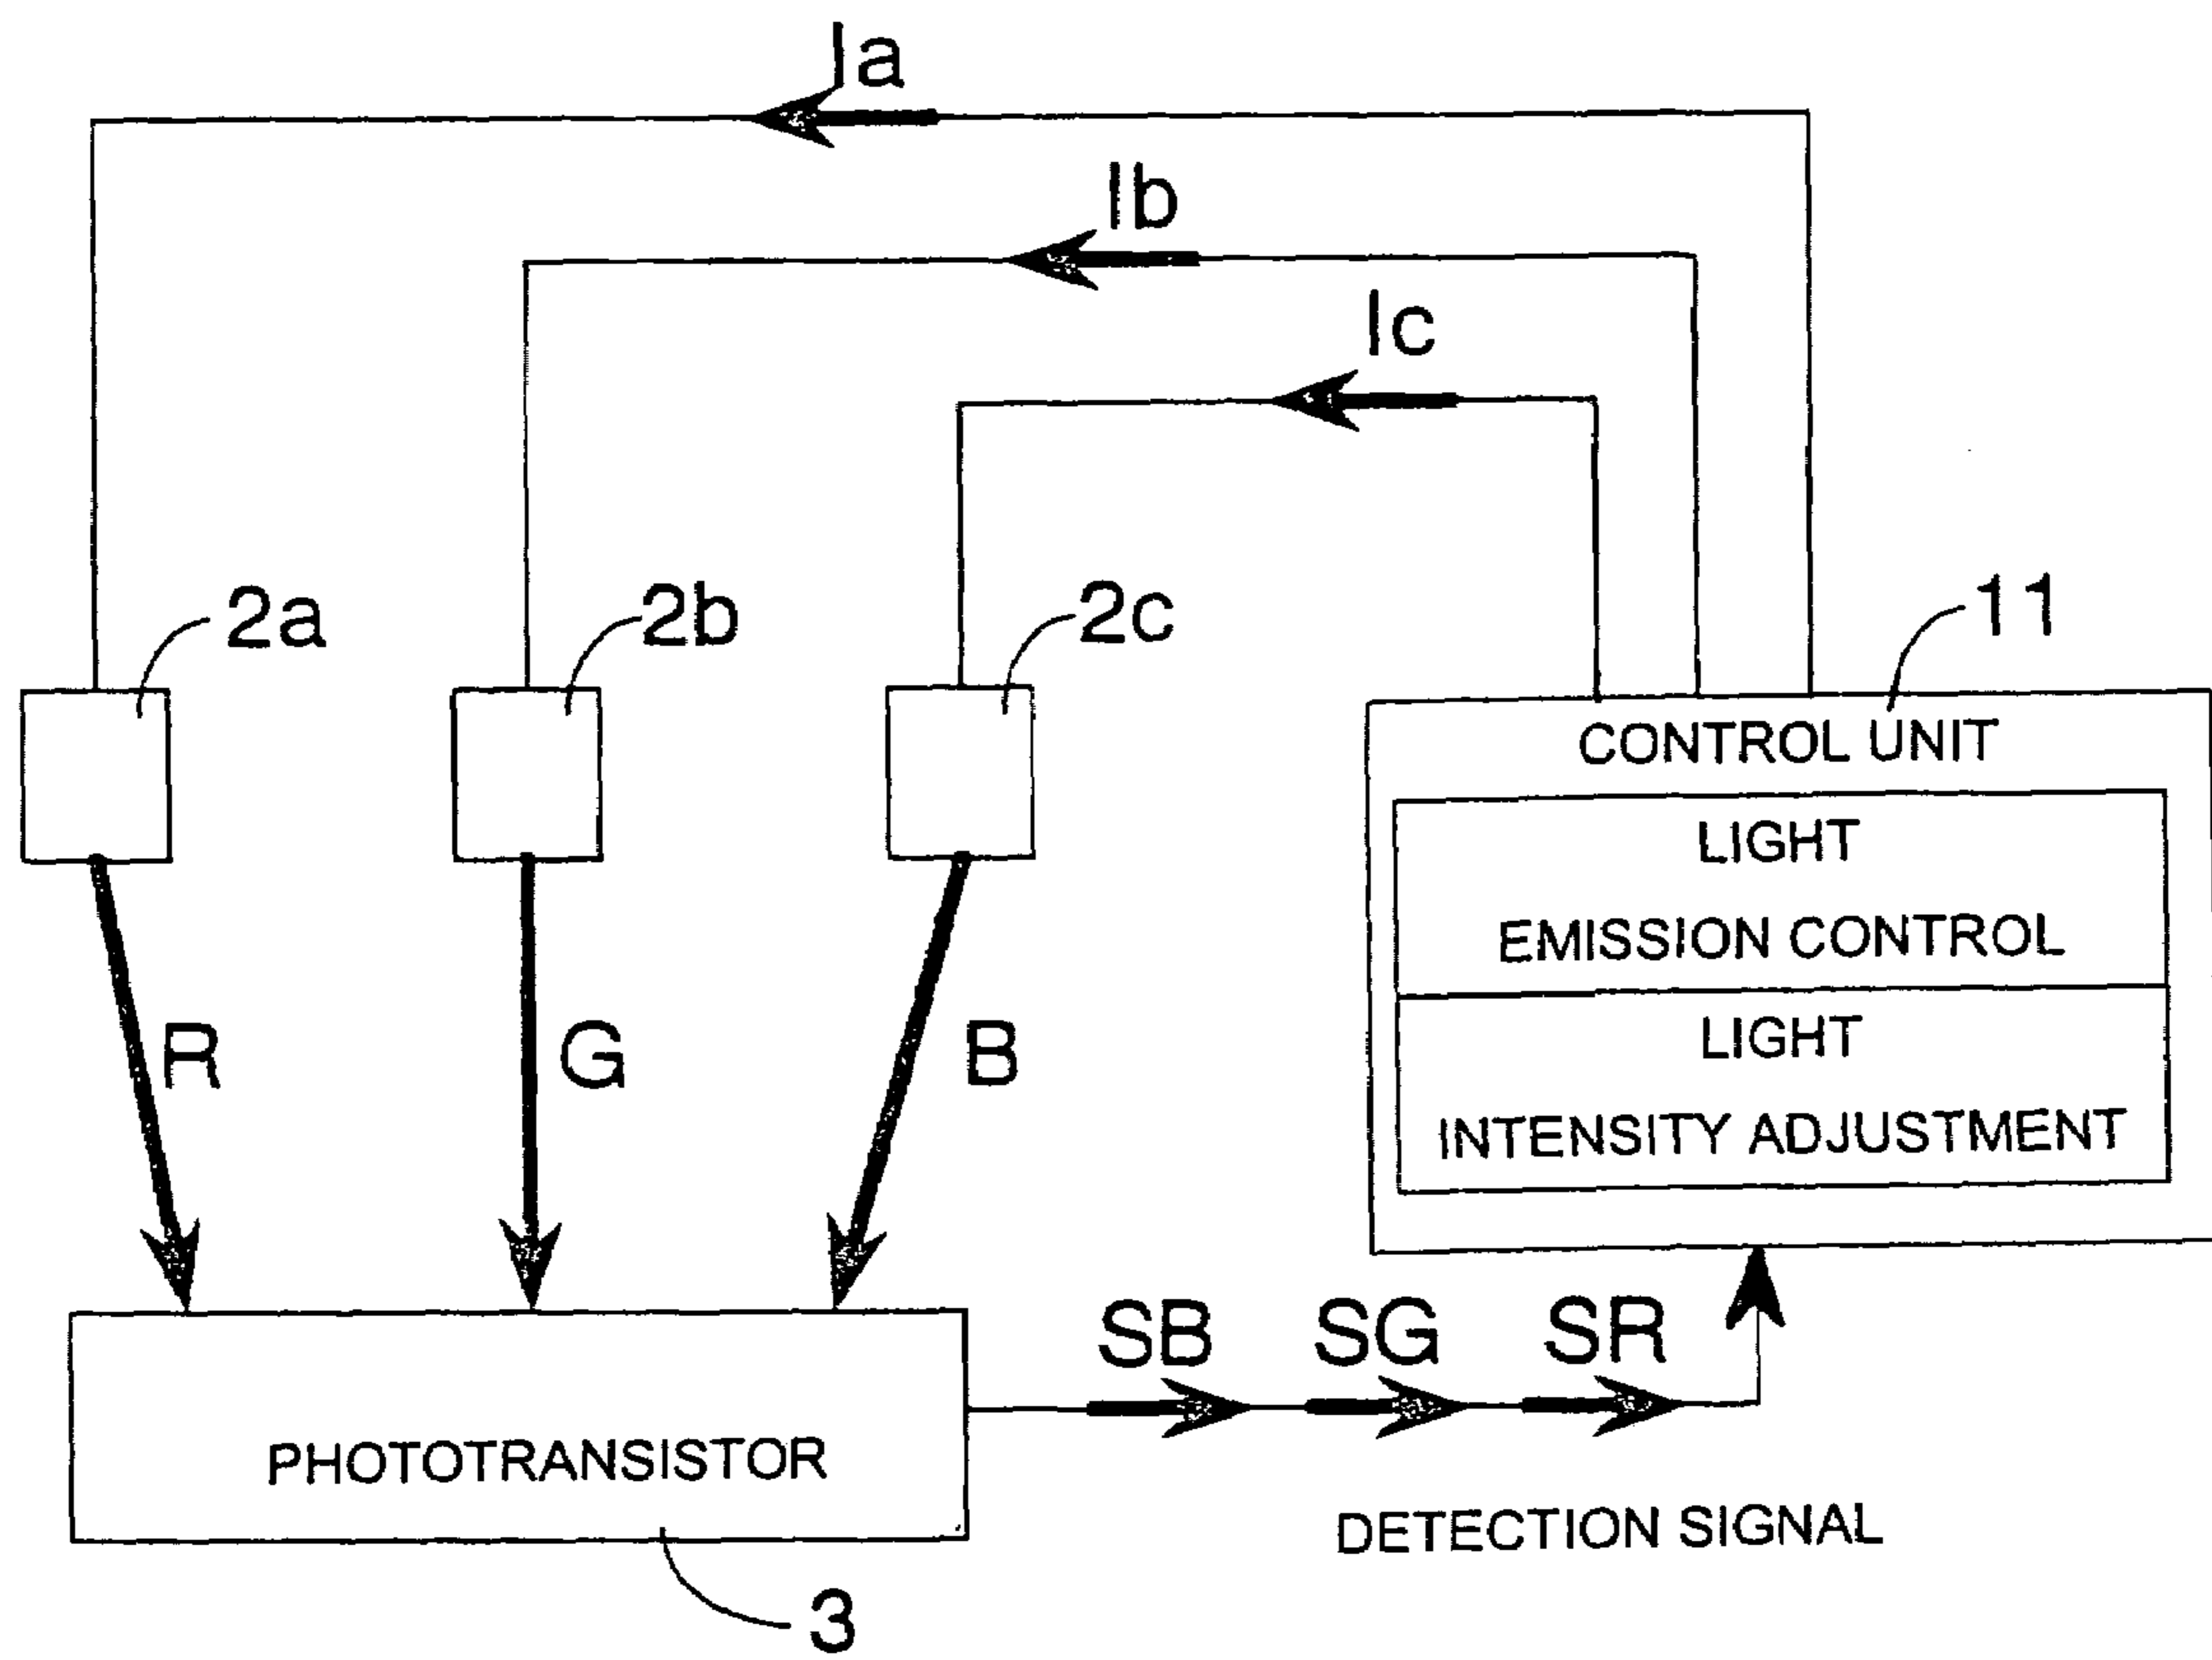 Ia
Ib
Ic
2a
2b
2c
11
CONTROL UNIT
LIGHT
EMISSION CONTROL
LIGHT
INTENSITY ADJUSTMENT
R
G
B
SB SG SR
PHOTOTRANSISTOR
DETECTION SIGNAL
3